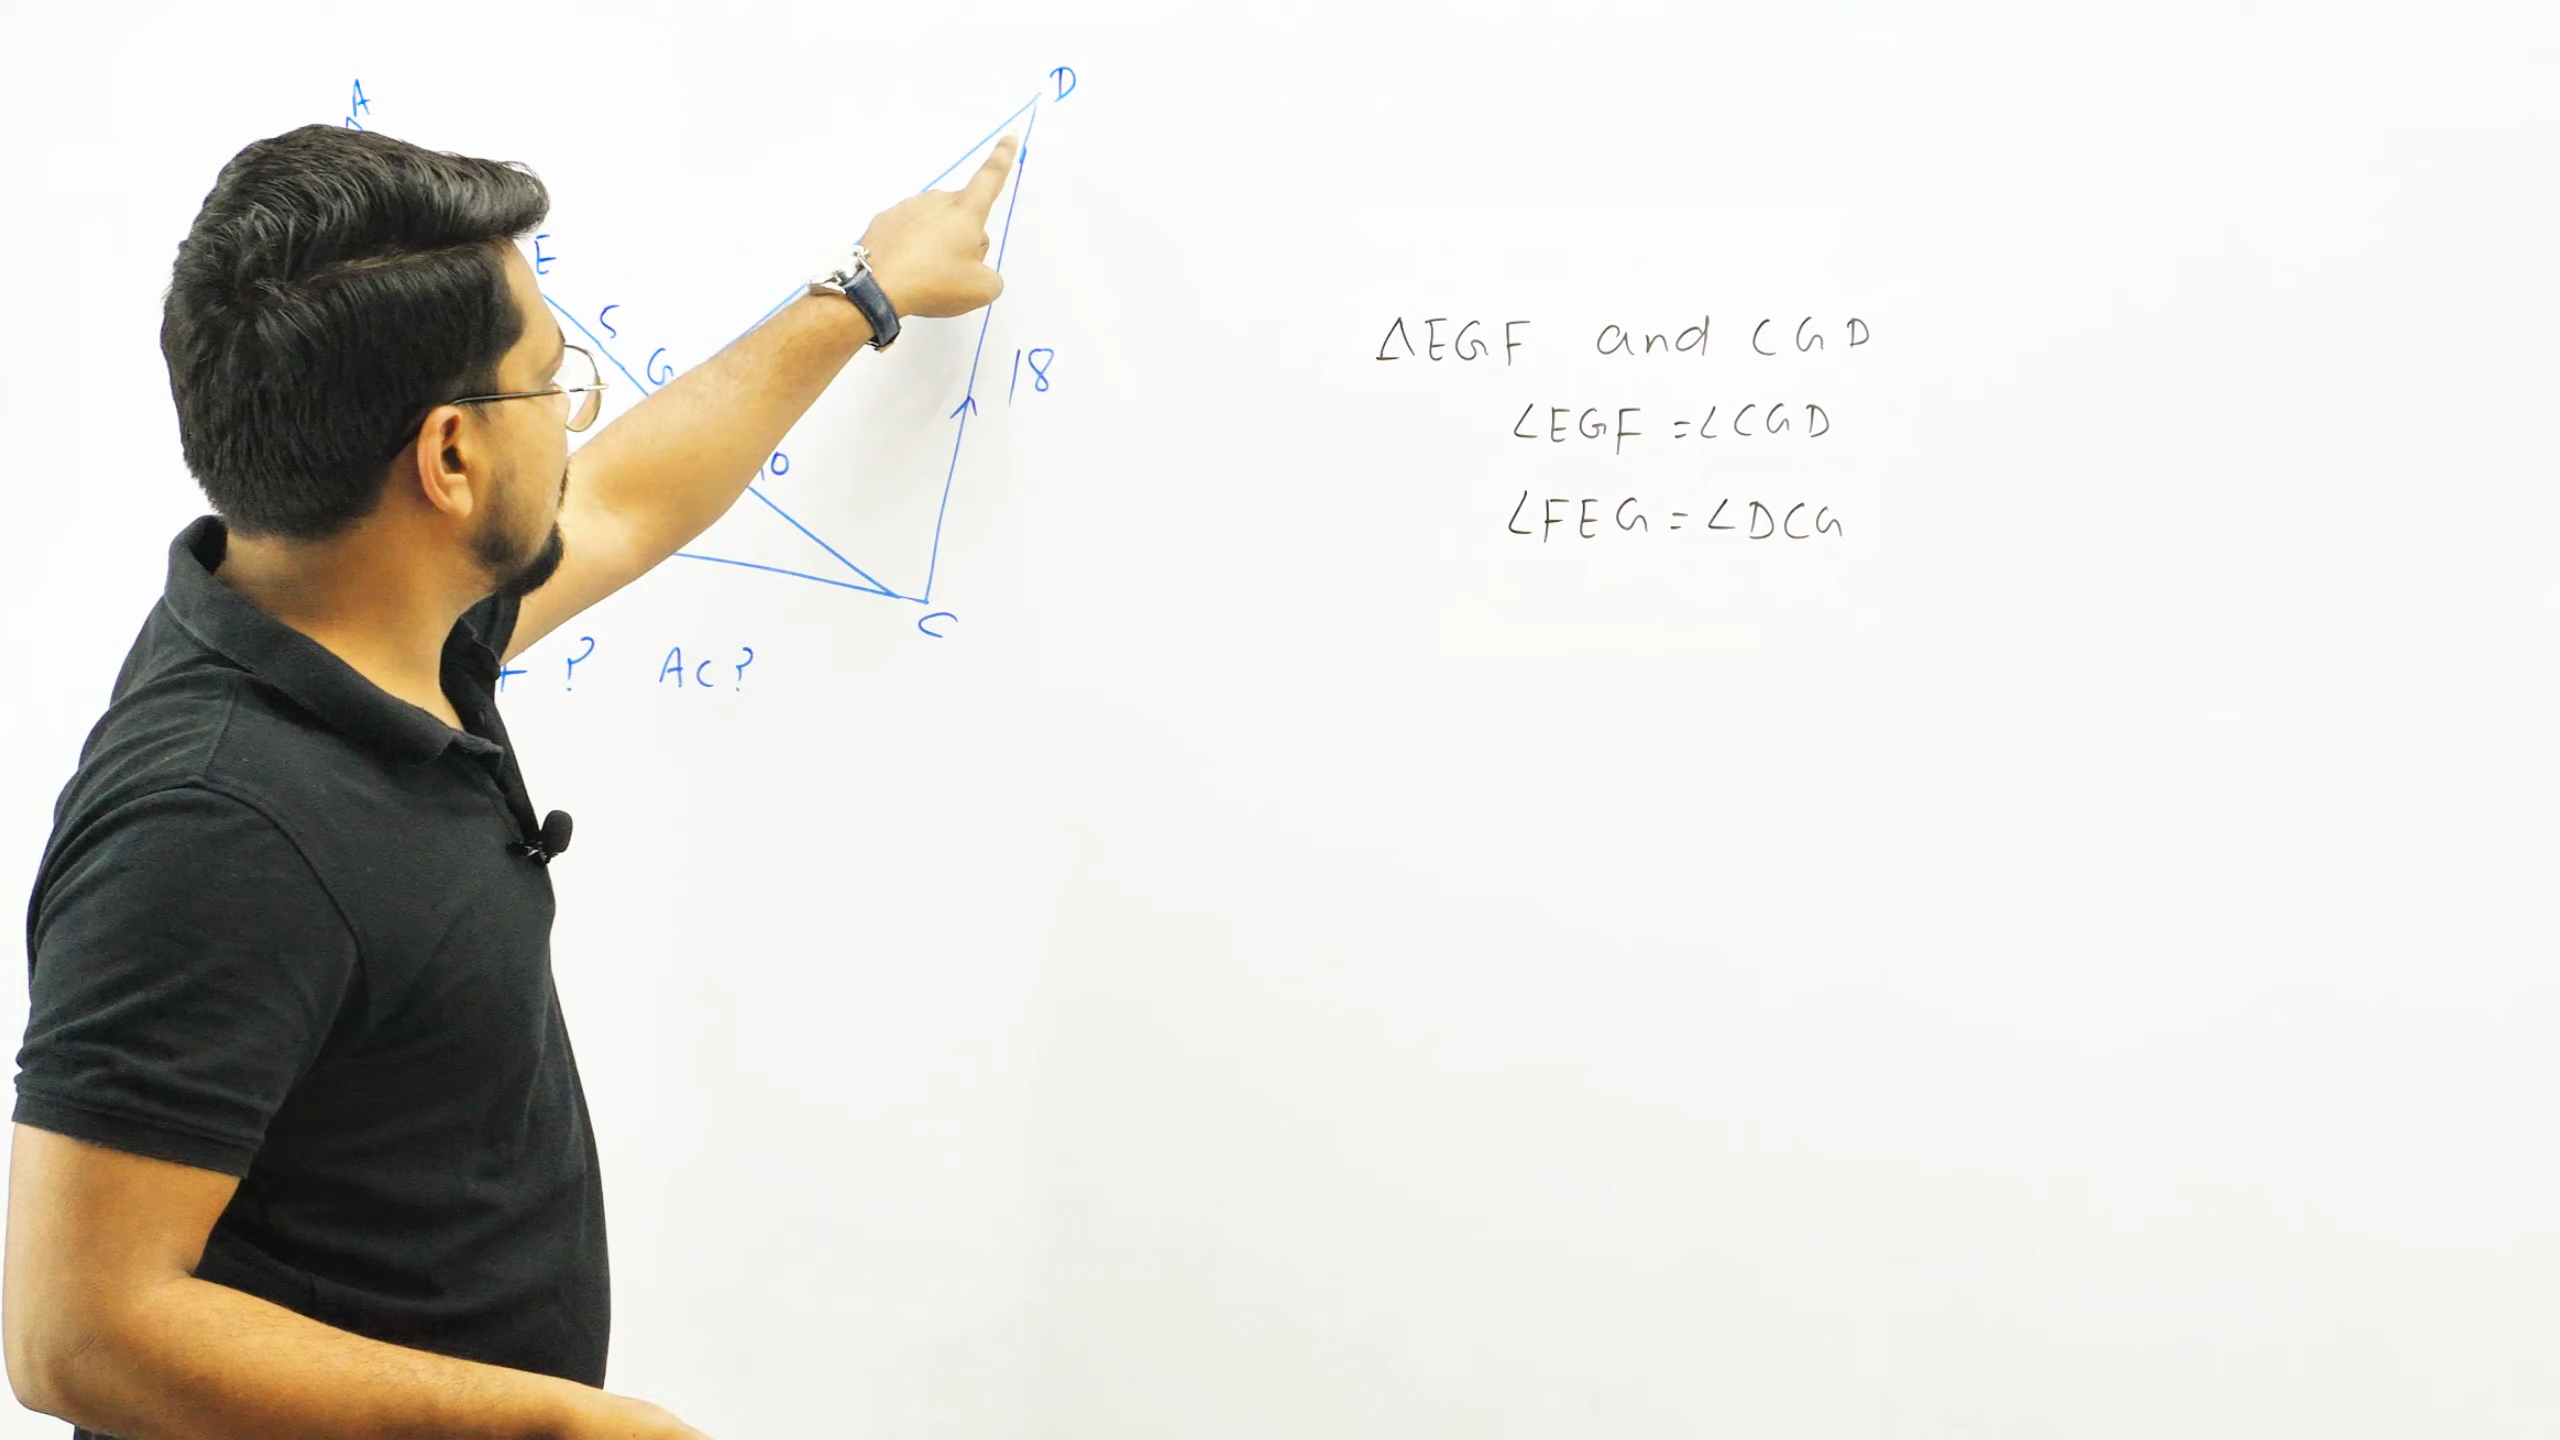 A
D
E
5
G
18
10
C
? AC?
ΔEGF and CGD
∠EGF = ∠CGD
∠FEG = ∠DCG